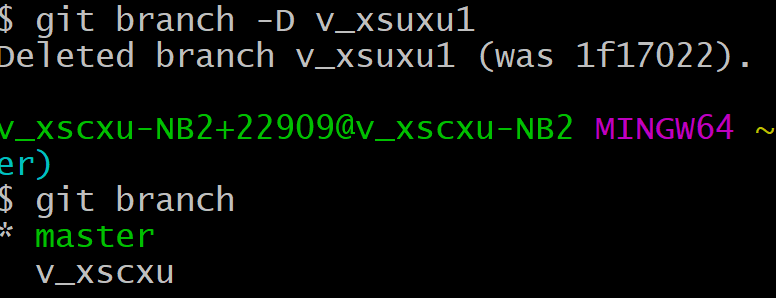 $ git branch -D v_xsuxu1
Deleted branch v_xsuxu1 (was 1f17022).
v_xscxu-NB2+22909@v_xscxu-NB2 MINGW64 ~
er)
$ git branch
* master
v_xscxu